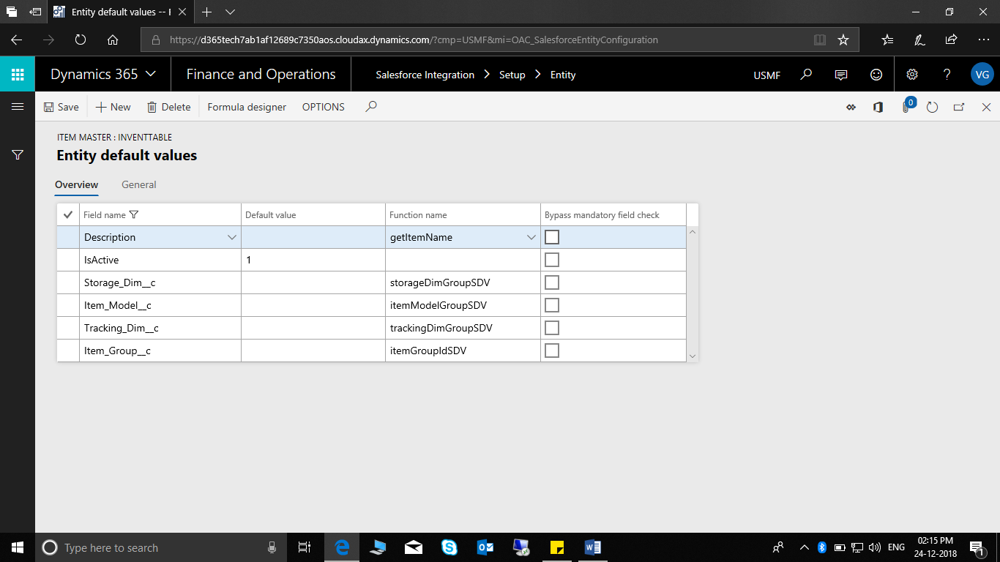 Entity default values -- F
https://d365tech7ab1af12689c7350aos.cloudax.dynamics.com/?cmp=USMF&mi=OAC_SalesforceEntityConfiguration
Dynamics 365 Finance and Operations Salesforce Integration > Setup > Entity USMF ? VG
Save New Delete Formula designer OPTIONS 0
ITEM MASTER : INVENTTABLE
Entity default values
Overview General
Field name Default value Function name Bypass mandatory field check
Description getItemName
IsActive 1
Storage_Dim__c storageDimGroupSDV
Item_Model__c itemModelGroupSDV
Tracking_Dim__c trackingDimGroupSDV
Item_Group__c itemGroupIdSDV
Type here to search ENG 02:15 PM
24-12-2018 1